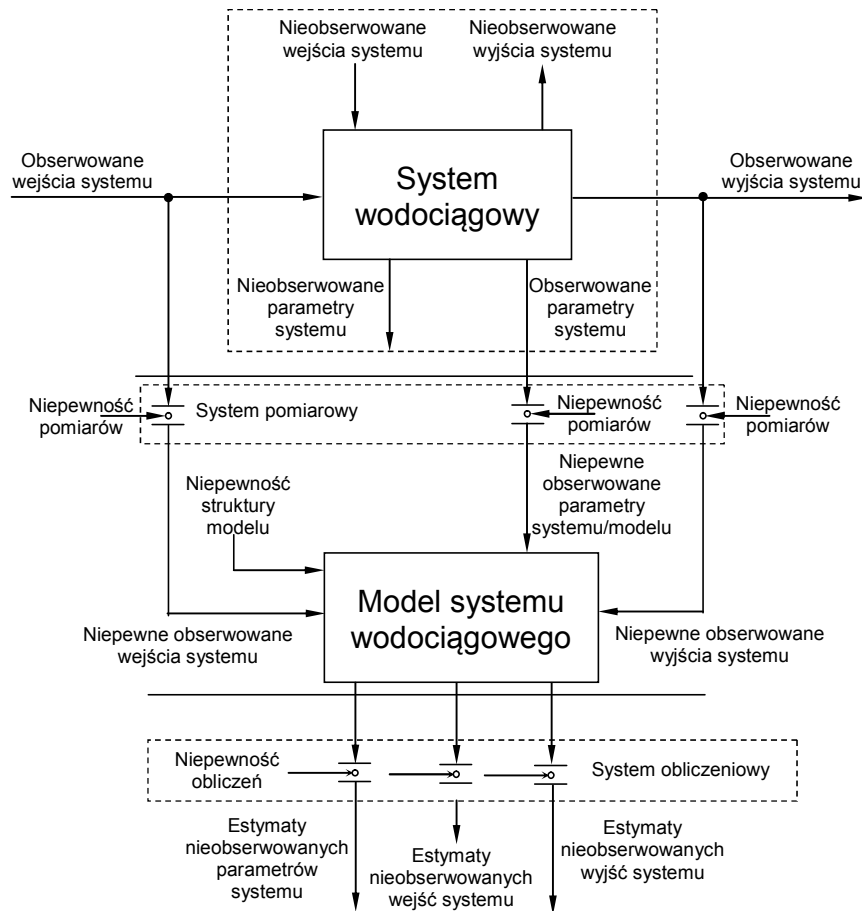 Nieobserwowane
wejścia systemu
Nieobserwowane
wyjścia systemu
Obserwowane
wejścia systemu
System
wodociągowy
Obserwowane
wyjścia systemu
Nieobserwowane
parametry
systemu
Obserwowane
parametry
systemu
Niepewność
pomiarów
System pomiarowy
Niepewność
pomiarów
Niepewność
pomiarów
Niepewność
struktury
modelu
Niepewne
obserwowane
parametry
systemu/modelu
Model systemu
wodociągowego
Niepewne obserwowane
wejścia systemu
Niepewne obserwowane
wyjścia systemu
Niepewność
obliczeń
System obliczeniowy
Estymaty
nieobserwowanych
parametrów
systemu
Estymaty
nieobserwowanych
wejść systemu
Estymaty
nieobserwowanych
wyjść systemu